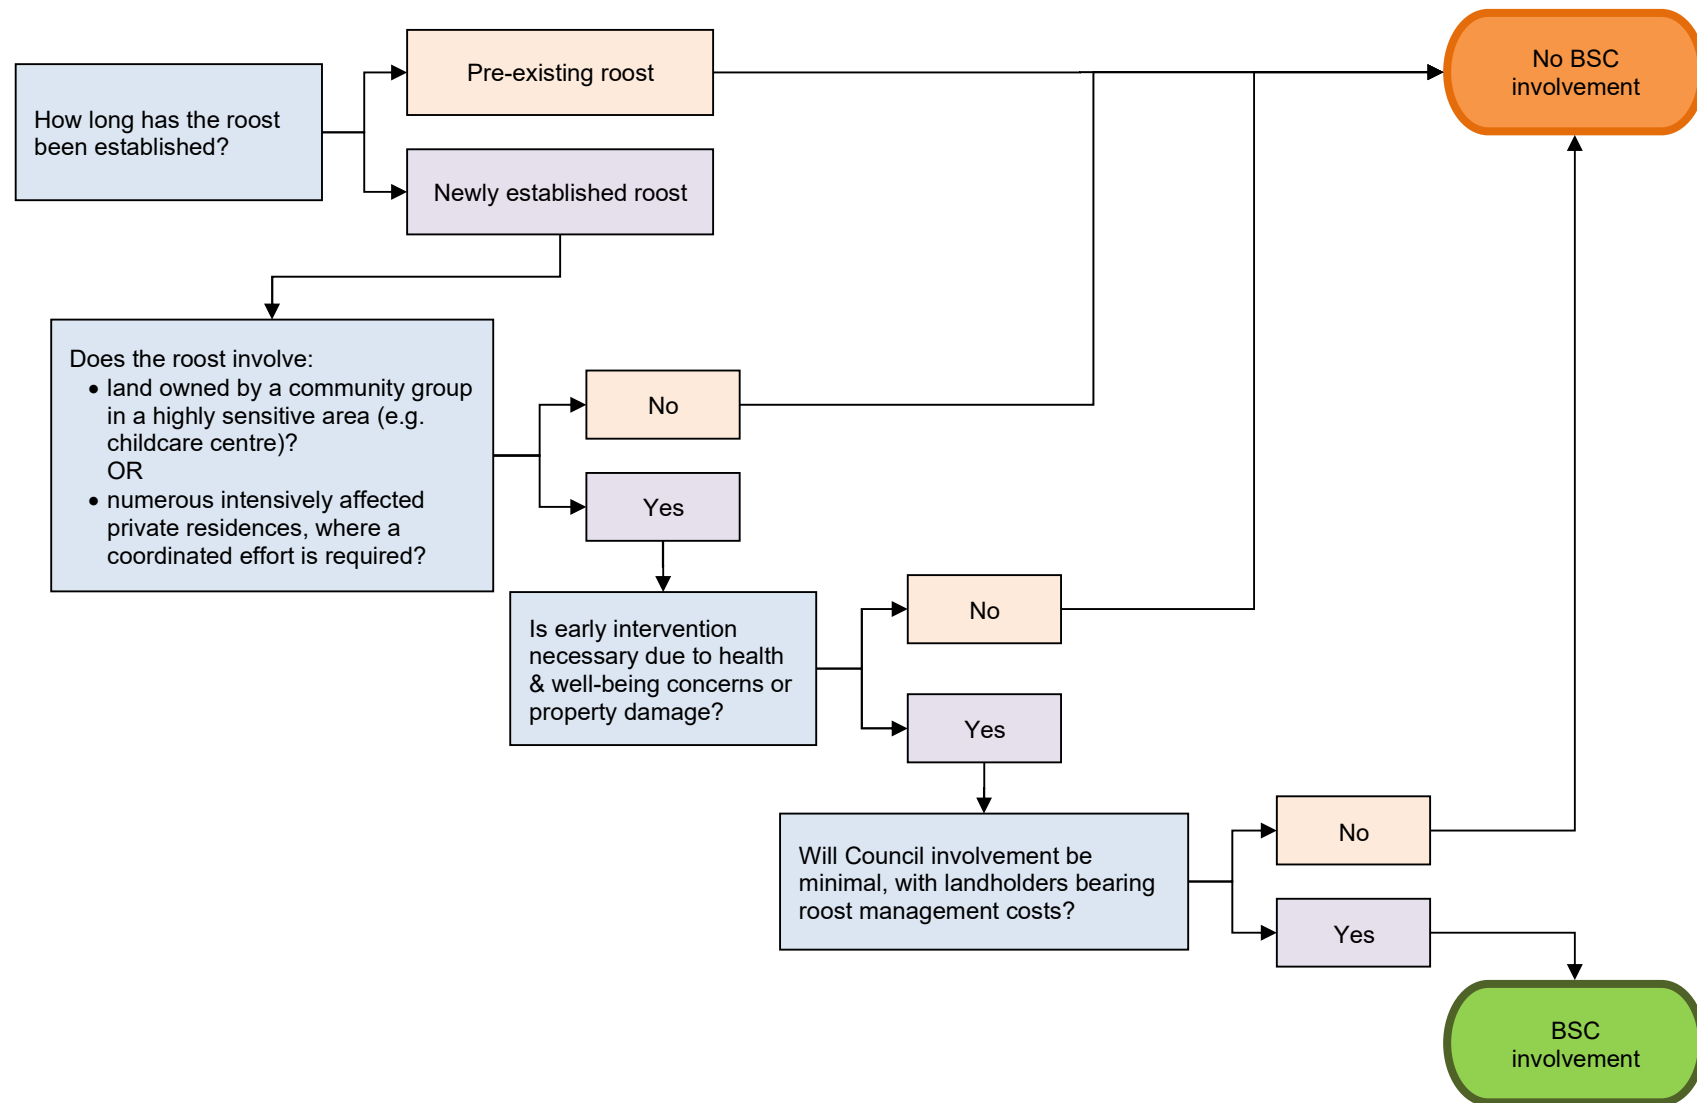 How long has the roost
been established?
Pre-existing roost
Newly established roost
No BSC
involvement
Does the roost involve:
• land owned by a community group
in a highly sensitive area (e.g.
childcare centre)?
OR
• numerous intensively affected
private residences, where a
coordinated effort is required?
No
Yes
Is early intervention
necessary due to health
& well-being concerns or
property damage?
No
Yes
Will Council involvement be
minimal, with landholders bearing
roost management costs?
No
Yes
BSC
involvement